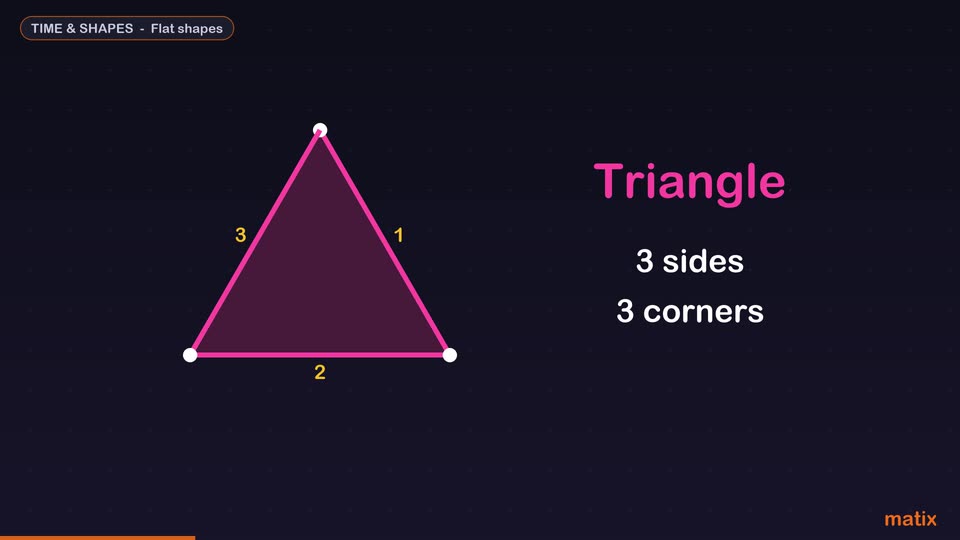 TIME & SHAPES - Flat shapes
Triangle
3 sides
3 corners
3
1
2
matix